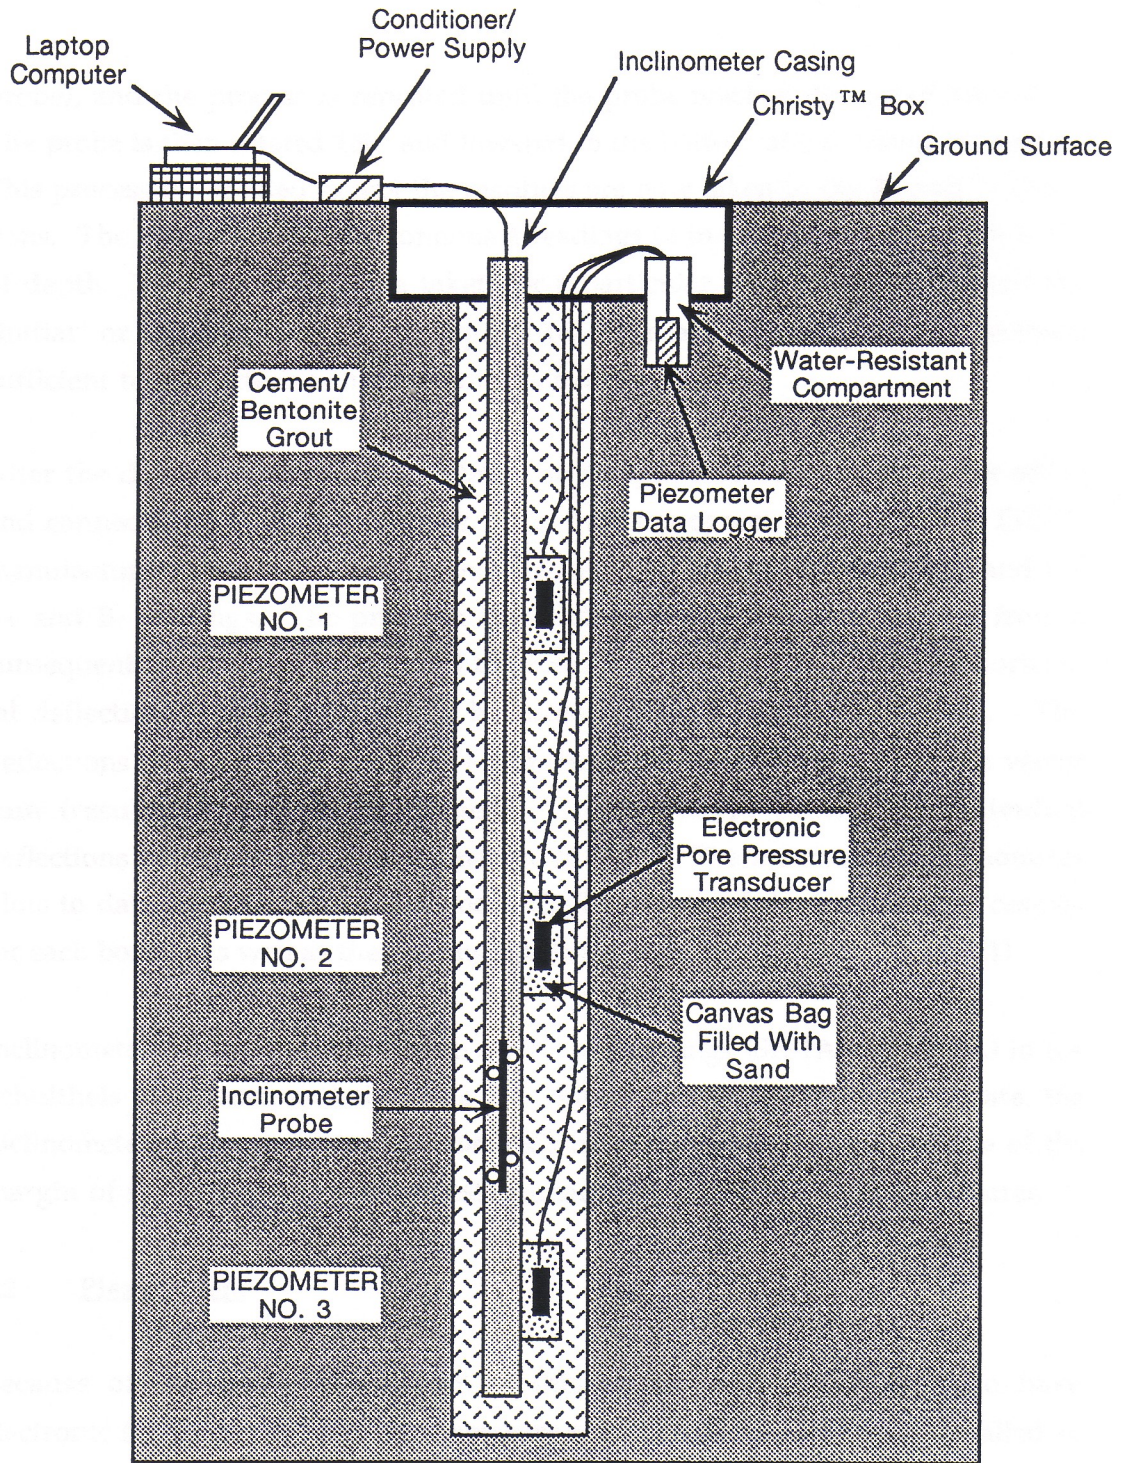 Conditioner/
Power Supply
Laptop
Computer
Inclinometer Casing
Christy™ Box
Ground Surface
Water-Resistant
Compartment
Cement/
Bentonite
Grout
Piezometer
Data Logger
PIEZOMETER
NO. 1
Electronic
Pore Pressure
Transducer
PIEZOMETER
NO. 2
Canvas Bag
Filled With
Sand
Inclinometer
Probe
PIEZOMETER
NO. 3